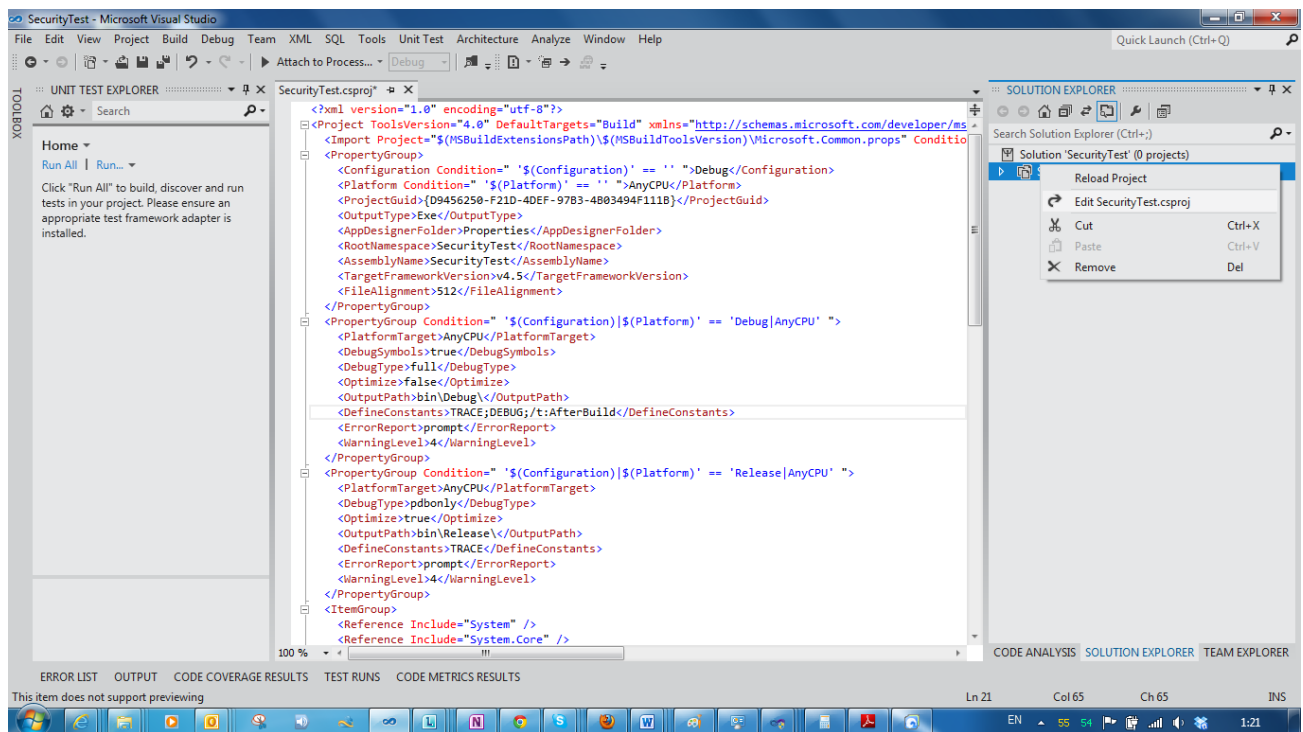 SecurityTest - Microsoft Visual Studio
File Edit View Project Build Debug Team XML SQL Tools Unit Test Architecture Analyze Window Help
Quick Launch (Ctrl+Q)
Attach to Process... Debug
TOOLBOX
UNIT TEST EXPLORER
Search
Home
Run All | Run...
Click "Run All" to build, discover and run
tests in your project. Please ensure an
appropriate test framework adapter is
installed.
SecurityTest.csproj*
<?xml version="1.0" encoding="utf-8"?>
<Project ToolsVersion="4.0" DefaultTargets="Build" xmlns="http://schemas.microsoft.com/developer/ms
<Import Project="$(MSBuildExtensionsPath)\$(MSBuildToolsVersion)\Microsoft.Common.props" Conditio
<PropertyGroup>
<Configuration Condition=" '$(Configuration)' == '' ">Debug</Configuration>
<Platform Condition=" '$(Platform)' == '' ">AnyCPU</Platform>
<ProjectGuid>{D9456250-F21D-4DEF-97B3-4B03494F111B}</ProjectGuid>
<OutputType>Exe</OutputType>
<AppDesignerFolder>Properties</AppDesignerFolder>
<RootNamespace>SecurityTest</RootNamespace>
<AssemblyName>SecurityTest</AssemblyName>
<TargetFrameworkVersion>v4.5</TargetFrameworkVersion>
<FileAlignment>512</FileAlignment>
</PropertyGroup>
<PropertyGroup Condition=" '$(Configuration)|$(Platform)' == 'Debug|AnyCPU' ">
<PlatformTarget>AnyCPU</PlatformTarget>
<DebugSymbols>true</DebugSymbols>
<DebugType>full</DebugType>
<Optimize>false</Optimize>
<OutputPath>bin\Debug\</OutputPath>
<DefineConstants>TRACE;DEBUG;/t:AfterBuild</DefineConstants>
<ErrorReport>prompt</ErrorReport>
<WarningLevel>4</WarningLevel>
</PropertyGroup>
<PropertyGroup Condition=" '$(Configuration)|$(Platform)' == 'Release|AnyCPU' ">
<PlatformTarget>AnyCPU</PlatformTarget>
<DebugType>pdbonly</DebugType>
<Optimize>true</Optimize>
<OutputPath>bin\Release\</OutputPath>
<DefineConstants>TRACE</DefineConstants>
<ErrorReport>prompt</ErrorReport>
<WarningLevel>4</WarningLevel>
</PropertyGroup>
<ItemGroup>
<Reference Include="System" />
<Reference Include="System.Core" />
100 %
SOLUTION EXPLORER
Search Solution Explorer (Ctrl+;)
Solution 'SecurityTest' (0 projects)
S
Reload Project
Edit SecurityTest.csproj
Cut Ctrl+X
Paste Ctrl+V
Remove Del
CODE ANALYSIS SOLUTION EXPLORER TEAM EXPLORER
ERROR LIST OUTPUT CODE COVERAGE RESULTS TEST RUNS CODE METRICS RESULTS
This item does not support previewing Ln 21 Col 65 Ch 65 INS
EN 55 54 1:21